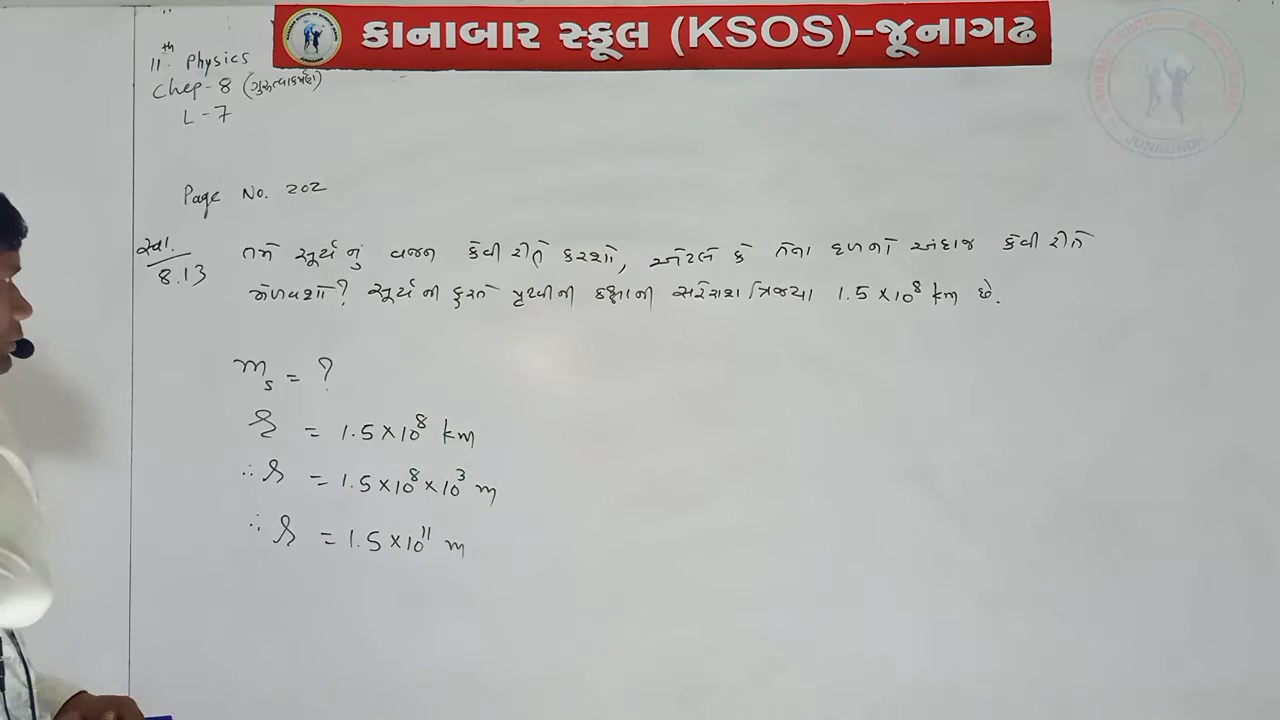 કાનાબાર સ્કૂલ (KSOS)-જૂનાગઢ
11th Physics
Chep-8 (ગુરુત્વાકર્ષણ)
L-7
Page No. 202
સ્વા. 8.13
તમે સૂર્યનું વજન કેવી રીતે કરશો, એટલે કે તેના દળનો અંદાજ કેવી રીતે
મેળવશો? સૂર્યની ફરતે પૃથ્વીની કક્ષાની સરેરાશ ત્રિજ્યા 1.5 × 10⁸ km છે.
mₛ = ?
r = 1.5 × 10⁸ km
∴ r = 1.5 × 10⁸ × 10³ m
∴ r = 1.5 × 10¹¹ m
JUNAGADH